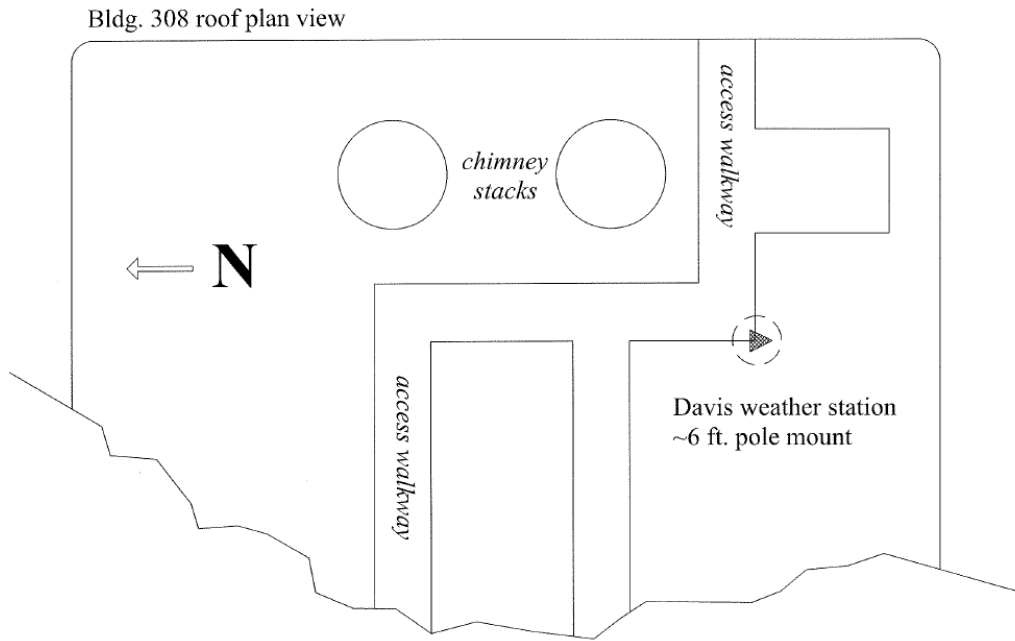 Bldg. 308 roof plan view
access walkway
chimney
stacks
N
access walkway
Davis weather station
~6 ft. pole mount